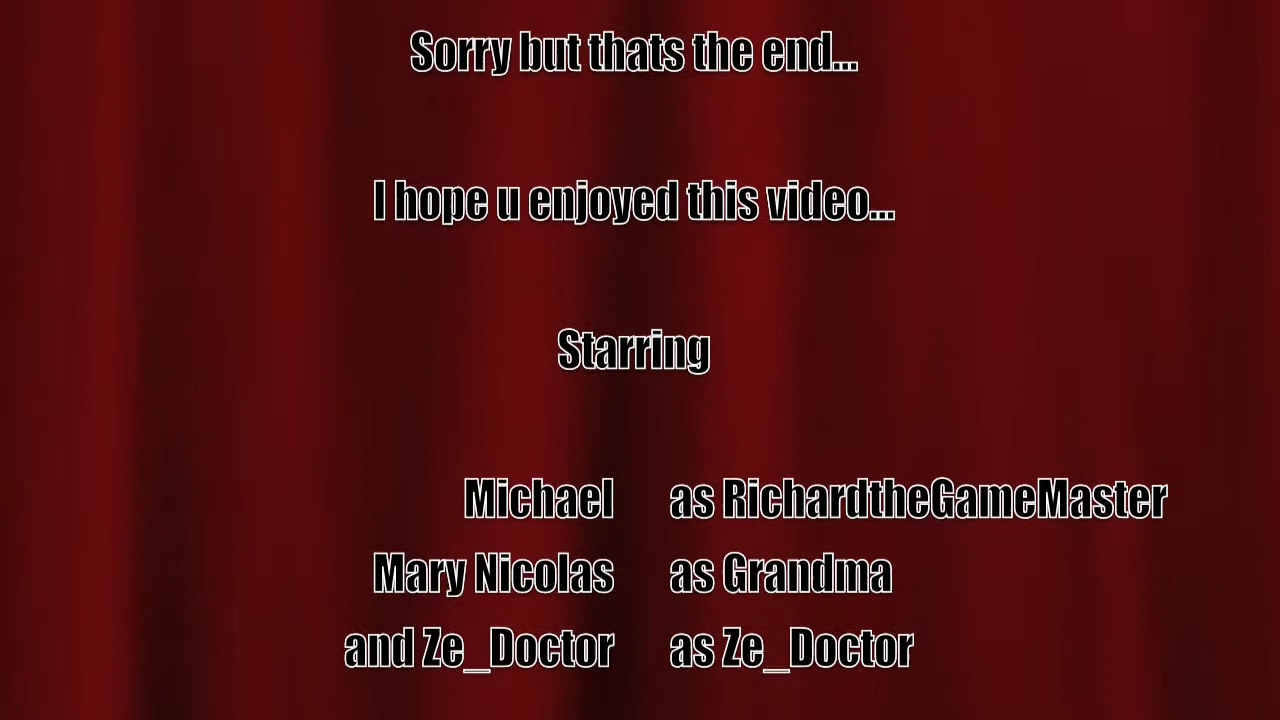 Sorry but thats the end...
I hope u enjoyed this video...
Starring
Michael as RichardtheGameMaster
Mary Nicolas as Grandma
and Ze_Doctor as Ze_Doctor